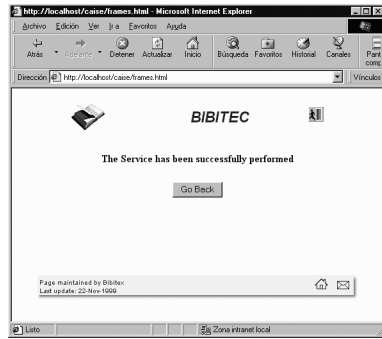 http://localhost/caise/frames.html - Microsoft Internet Explorer
Archivo Edición Ver Ir a Favoritos Ayuda
Atrás Adelante Detener Actualizar Inicio Búsqueda Favoritos Historial Canales Pant comp
Dirección http://localhost/caise/frames.html Vínculos
BIBITEC
The Service has been successfully performed
Go Back
Page maintained by Bibitex
Last update: 22-Nov-1999
Listo Zona intranet local